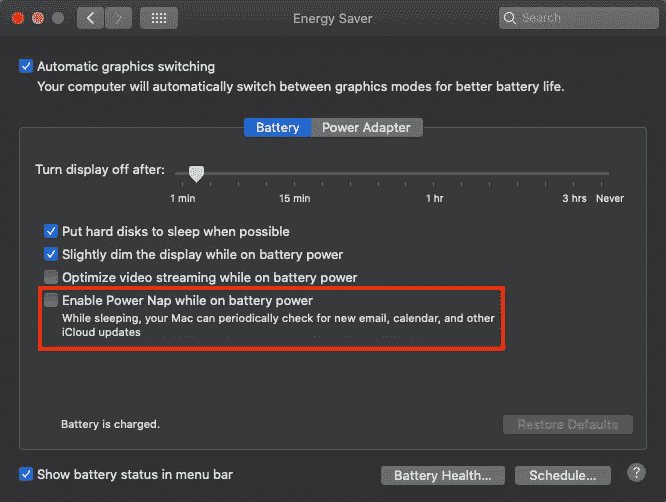 Energy Saver
Search
Automatic graphics switching
Your computer will automatically switch between graphics modes for better battery life.
Battery
Power Adapter
Turn display off after:
1 min
15 min
1 hr
3 hrs
Never
Put hard disks to sleep when possible
Slightly dim the display while on battery power
Optimize video streaming while on battery power
Enable Power Nap while on battery power
While sleeping, your Mac can periodically check for new email, calendar, and other
iCloud updates
Battery is charged.
Restore Defaults
Show battery status in menu bar
Battery Health...
Schedule...
?